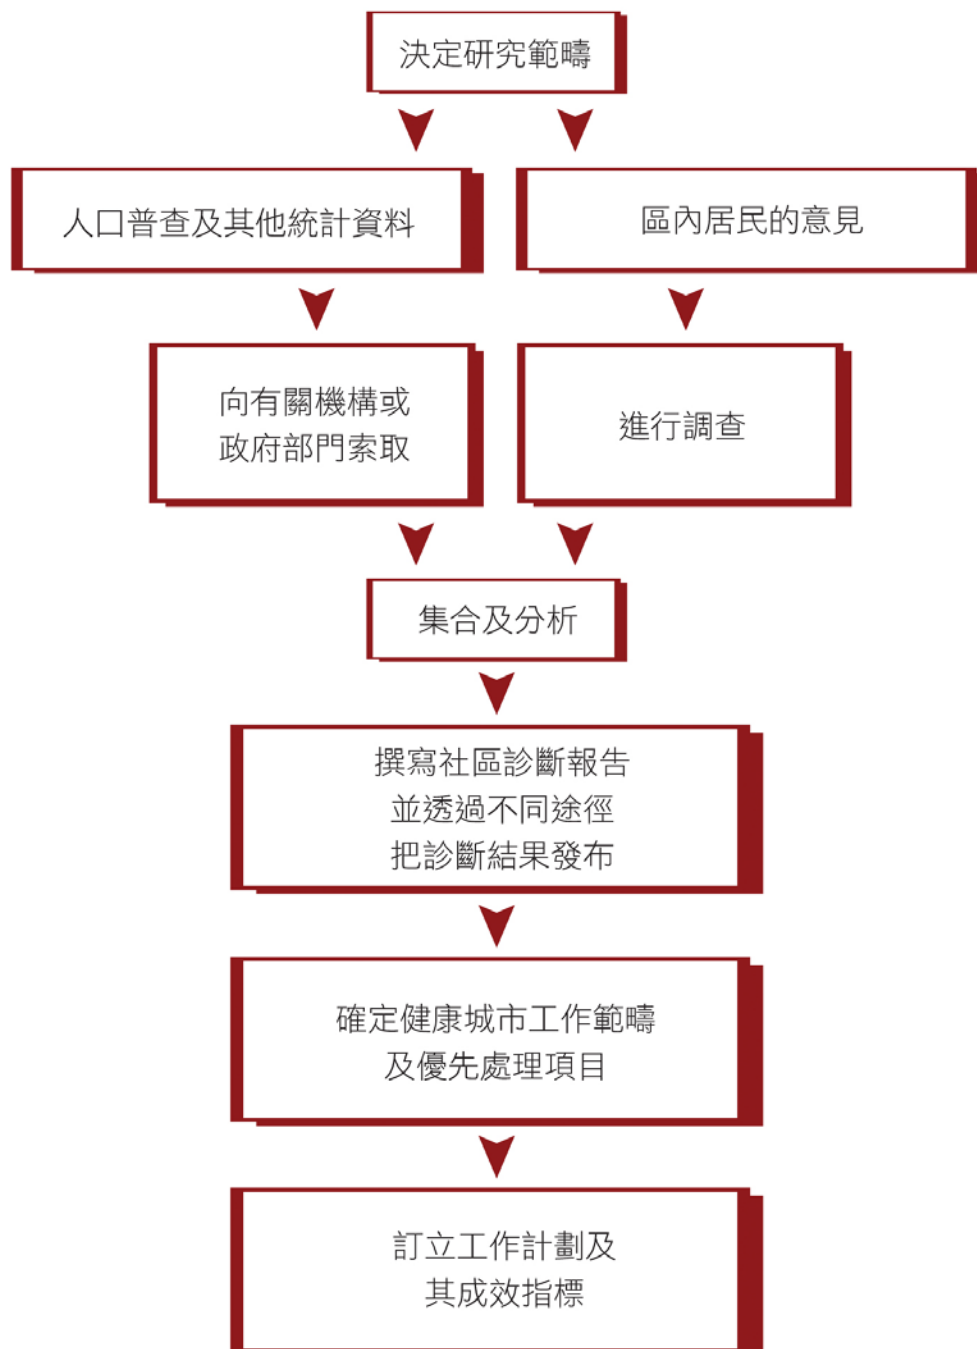 決定研究範疇
人口普查及其他統計資料
區內居民的意見
向有關機構或
政府部門索取
進行調查
集合及分析
撰寫社區診斷報告
並透過不同途徑
把診斷結果發布
確定健康城市工作範疇
及優先處理項目
訂立工作計劃及
其成效指標